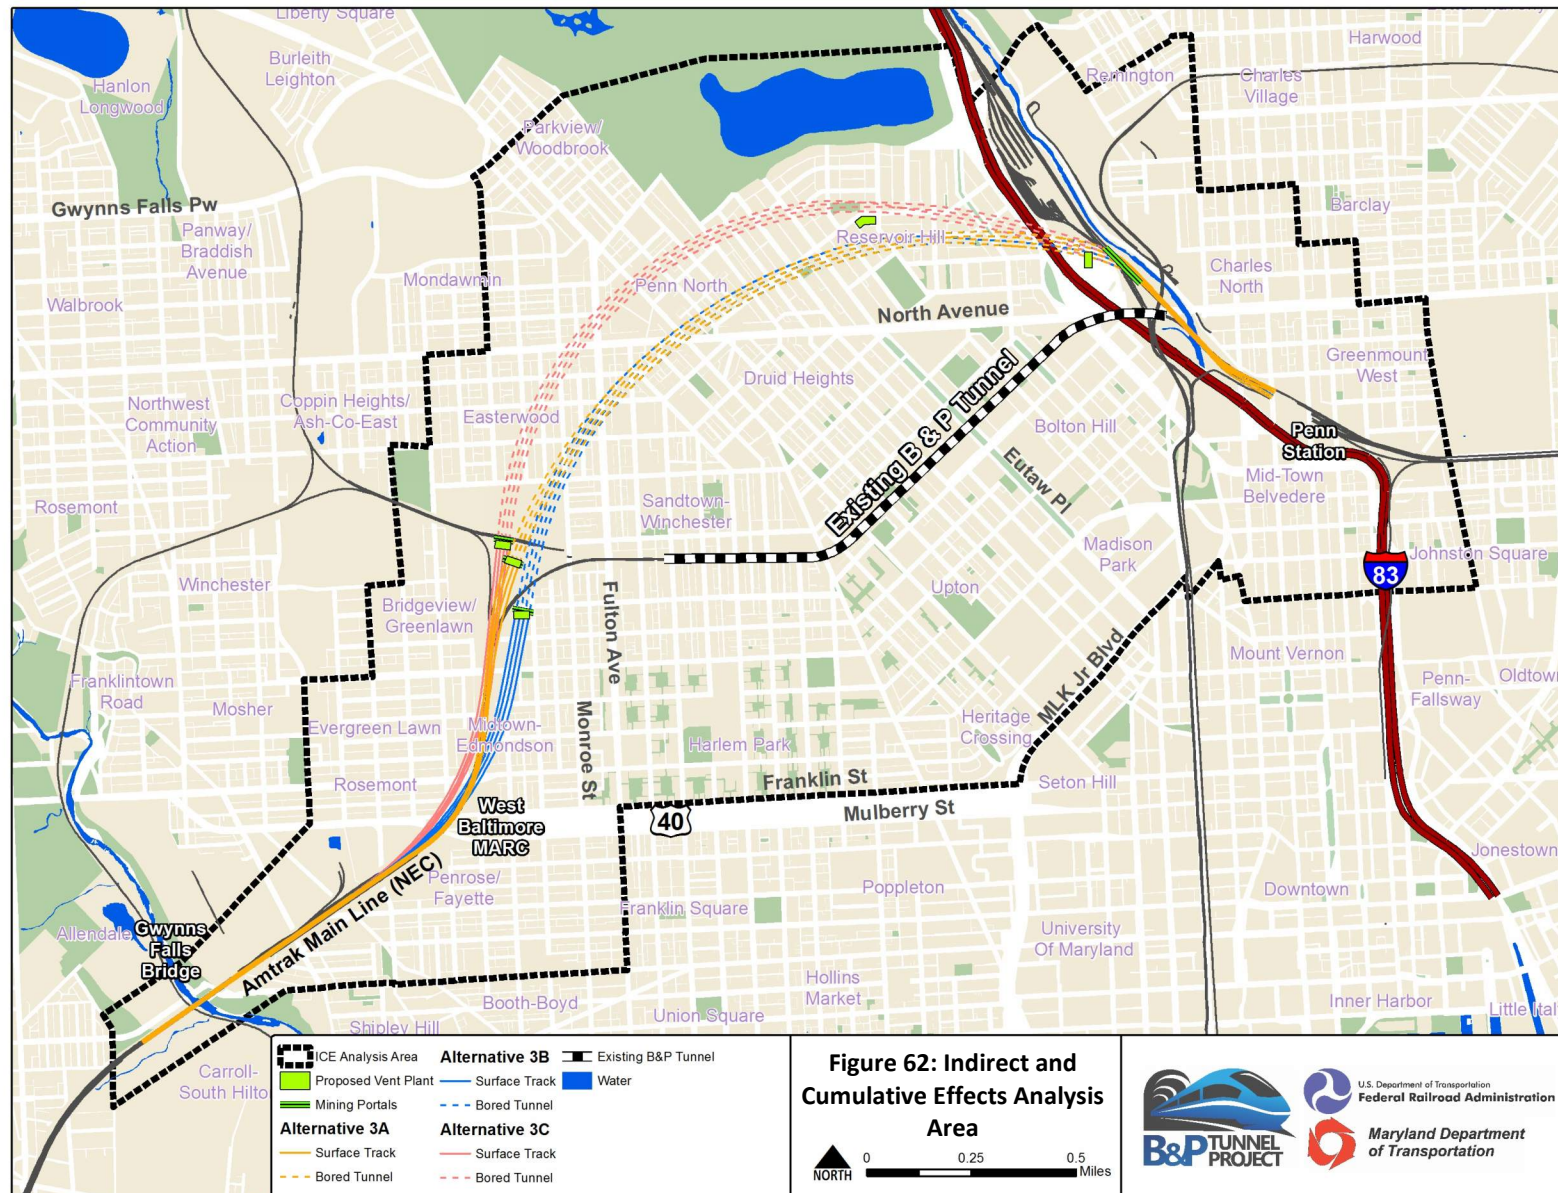 Liberty Square
Harwood
Burleith
Leighton
Hanlon
Longwood
Remington
Charles
Village
Parkview/
Woodbrook
Gwynns Falls Pw
Barclay
Panway/
Braddish
Avenue
Reservoir Hill
Charles
North
Mondawmin
Penn North
Walbrook
North Avenue
Greenmount
West
Druid Heights
Northwest
Community
Action
Coppin Heights/
Ash-Co-East
Easterwood
Existing B & P Tunnel
Bolton Hill
Penn
Station
Eutaw Pl
Mid-Town
Belvedere
Rosemont
Sandtown-
Winchester
Madison
Park
Johnston Square
83
Winchester
Upton
Bridgeview/
Greenlawn
Fulton Ave
MLK Jr Blvd
Mount Vernon
Franklintown
Road
Mosher
Penn-
Fallsway
Oldtown
Evergreen Lawn
Midtown-
Edmondson
Monroe St
Harlem Park
Heritage
Crossing
Rosemont
Franklin St
Seton Hill
West
Baltimore
MARC
40
Mulberry St
Jonestown
Amtrak Main Line (NEC)
Penrose/
Fayette
Poppleton
Downtown
Franklin Square
Allendale
Gwynns
Falls
Bridge
University
Of Maryland
Hollins
Market
Booth-Boyd
Union Square
Inner Harbor
Little Ital
Shipley Hill
Carroll-
South Hilto
ICE Analysis Area
Proposed Vent Plant
Mining Portals
Alternative 3A
Surface Track
Bored Tunnel
Alternative 3B
Surface Track
Bored Tunnel
Alternative 3C
Surface Track
Bored Tunnel
Existing B&P Tunnel
Water
Figure 62: Indirect and
Cumulative Effects Analysis
Area
NORTH
0 0.25 0.5
Miles
B&P TUNNEL
PROJECT
U.S. Department of Transportation
Federal Railroad Administration
Maryland Department
of Transportation